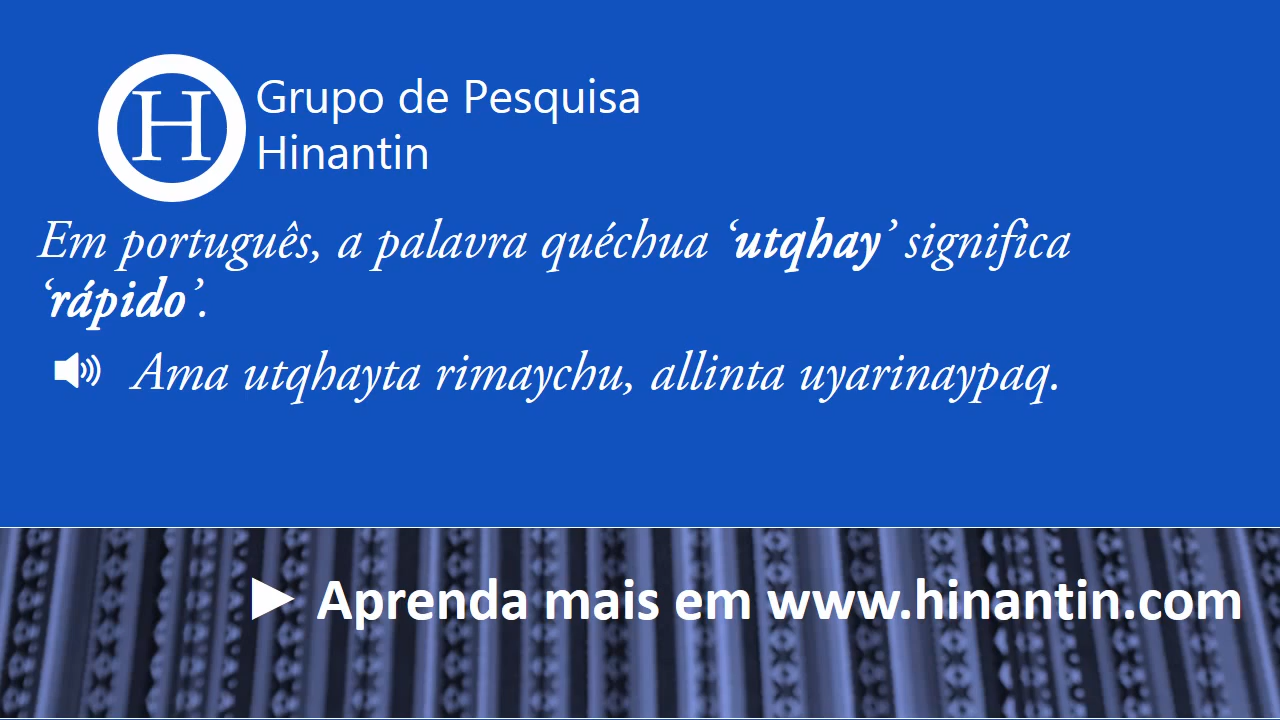 H
Grupo de Pesquisa
Hinantin
Em português, a palavra quéchua ‘utqhay’ significa
‘rápido’.
Ama utqhayta rimaychu, allinta uyarinaypaq.
Aprenda mais em www.hinantin.com